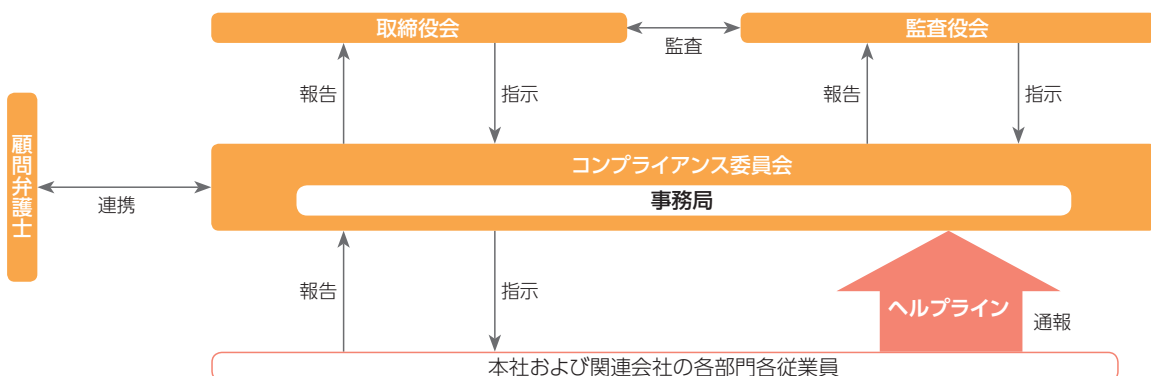 取締役会
監査
監査役会
報告
指示
報告
指示
顧問弁護士
連携
コンプライアンス委員会
事務局
報告
指示
ヘルプライン
通報
本社および関連会社の各部門各従業員